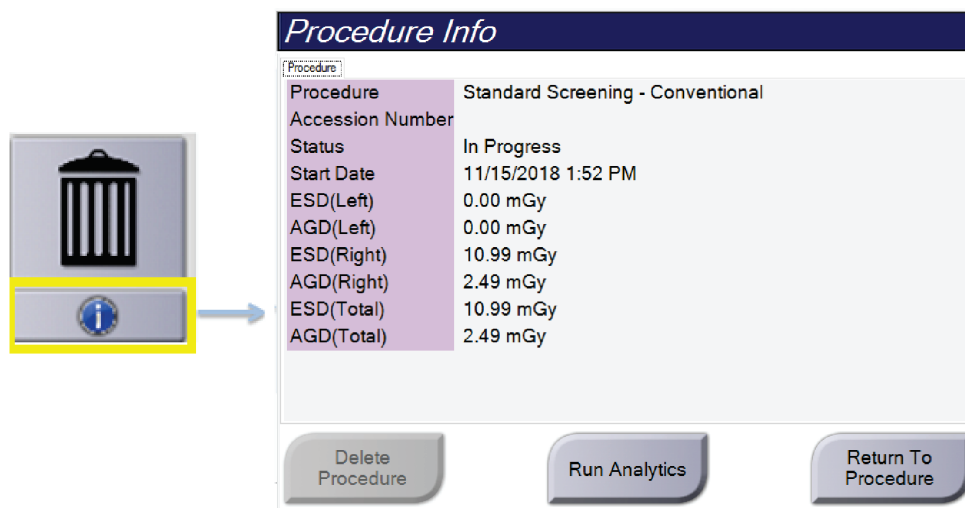 Procedure Info
Procedure
Procedure Standard Screening - Conventional
Accession Number
Status In Progress
Start Date 11/15/2018 1:52 PM
ESD(Left) 0.00 mGy
AGD(Left) 0.00 mGy
ESD(Right) 10.99 mGy
AGD(Right) 2.49 mGy
ESD(Total) 10.99 mGy
AGD(Total) 2.49 mGy
i
Delete
Procedure
Run Analytics
Return To
Procedure